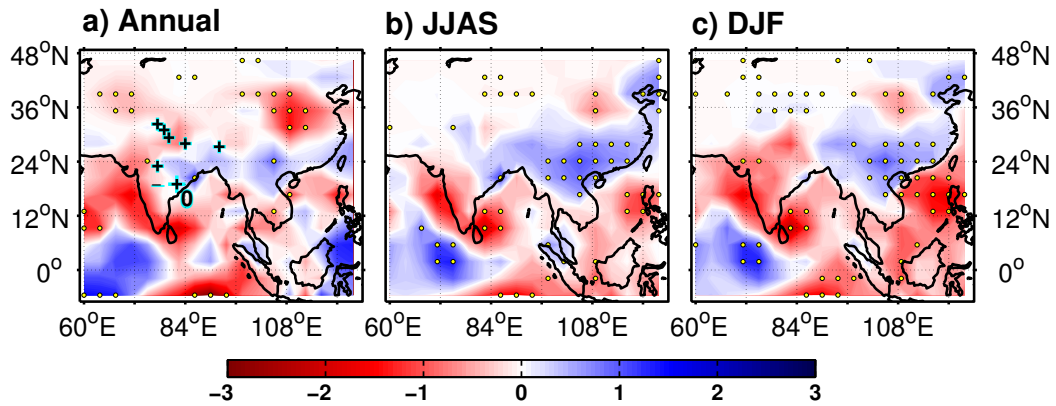 a) Annual b) JJAS c) DJF
48°N 48°N
36°N 36°N
24°N 24°N
12°N 12°N
0° 0°
0
60°E 84°E 108°E 60°E 84°E 108°E 60°E 84°E 108°E
−3 −2 −1 0 1 2 3